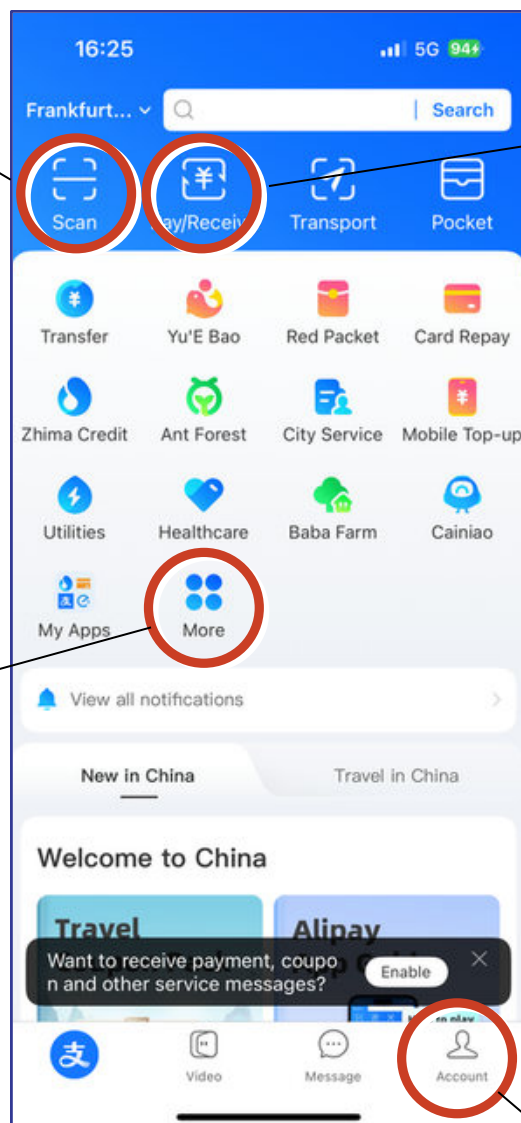 16:25 5G 94
Frankfurt... Search
Scan ay/Receiv Transport Pocket
Transfer Yu'E Bao Red Packet Card Repay
Zhima Credit Ant Forest City Service Mobile Top-up
Utilities Healthcare Baba Farm Cainiao
My Apps More
View all notifications
New in China Travel in China
Welcome to China
Travel Alipay
Want to receive payment, coupo
n and other service messages? Enable
支 Video Message Account